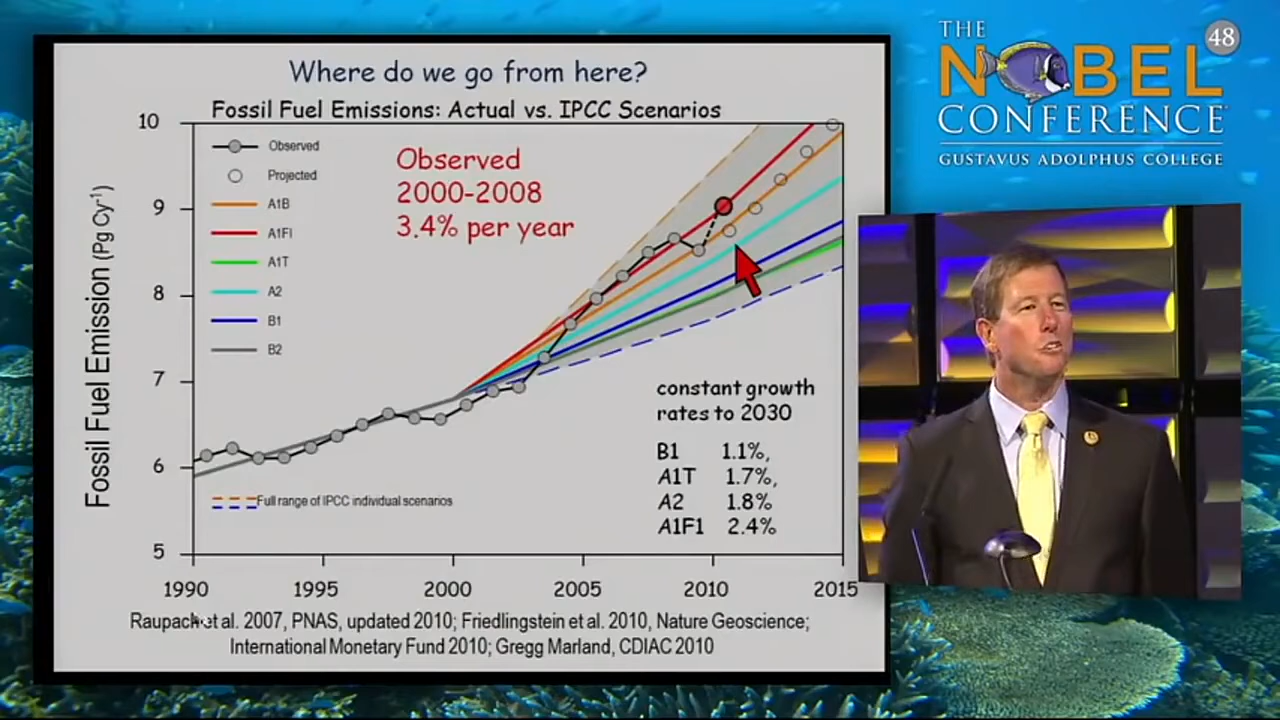 Where do we go from here?
Fossil Fuel Emissions: Actual vs. IPCC Scenarios
10
9
8
7
6
5
Fossil Fuel Emission (Pg Cy-1)
Observed
Projected
A1B
A1FI
A1T
A2
B1
B2
Observed
2000-2008
3.4% per year
constant growth
rates to 2030
B1 1.1%,
A1T 1.7%,
A2 1.8%
A1F1 2.4%
Full range of IPCC individual scenarios
1990 1995 2000 2005 2010 2015
Raupach et al. 2007, PNAS, updated 2010; Friedlingstein et al. 2010, Nature Geoscience;
International Monetary Fund 2010; Gregg Marland, CDIAC 2010
THE
48
NOBEL
CONFERENCE
GUSTAVUS ADOLPHUS COLLEGE